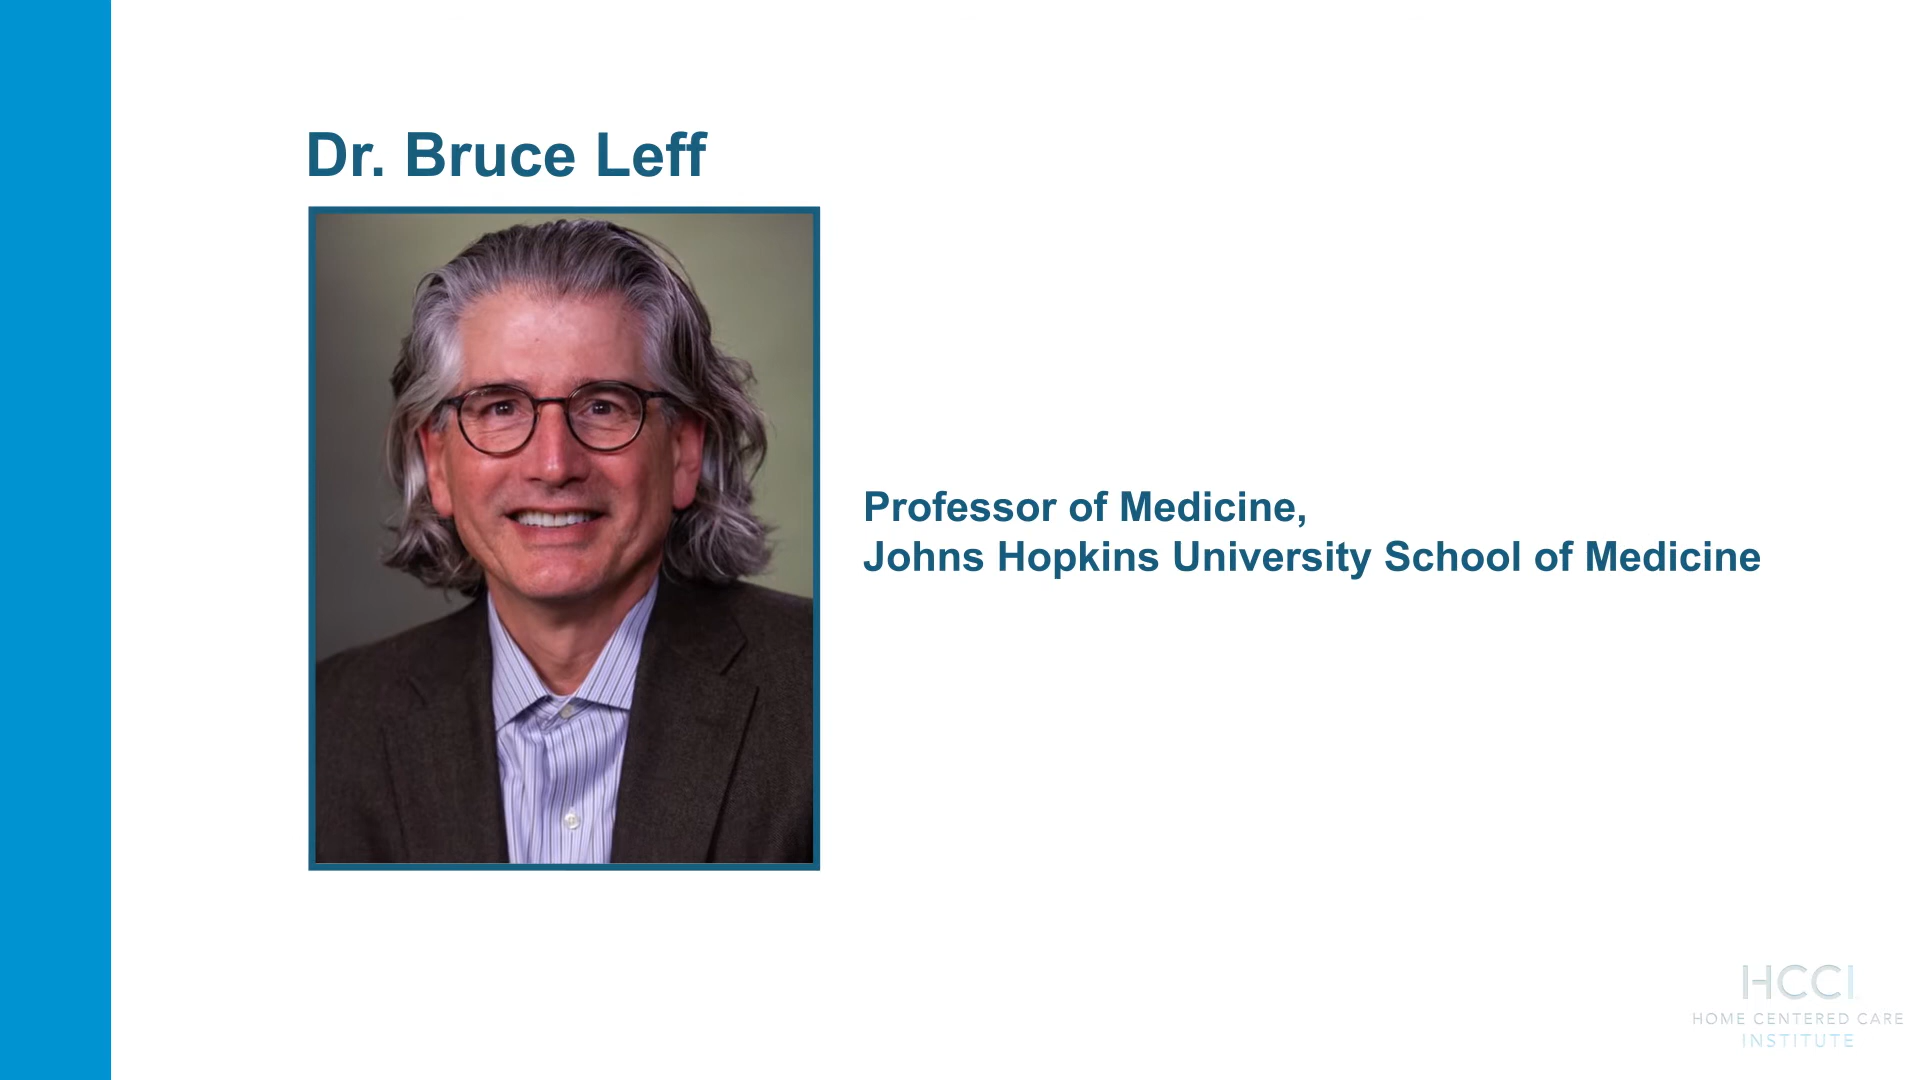 Dr. Bruce Leff
Professor of Medicine,
Johns Hopkins University School of Medicine
HCCI
HOME CENTERED CARE
INSTITUTE